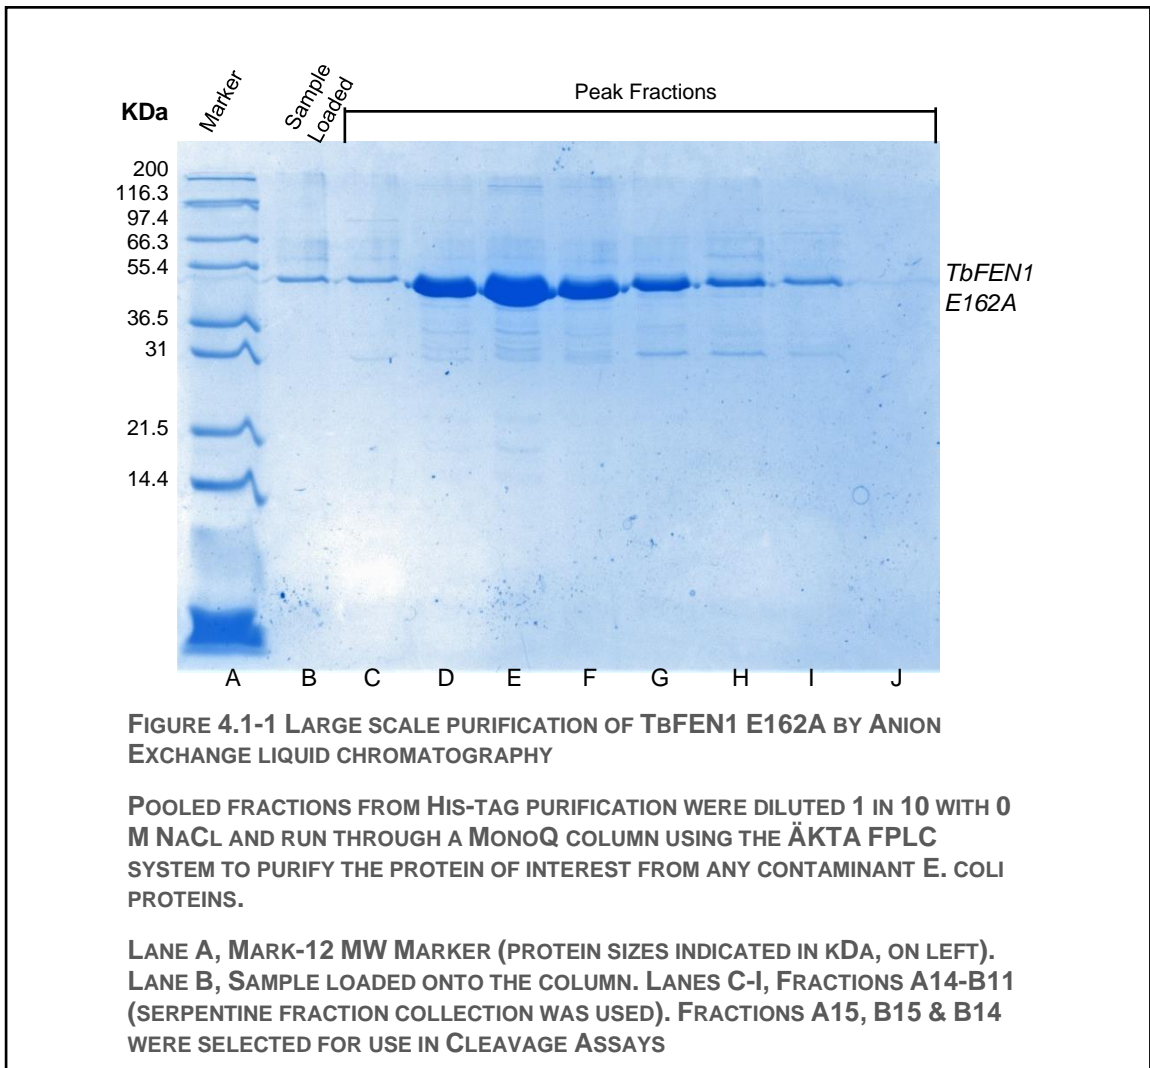 Marker
Sample
Loaded
Peak Fractions
KDa
200
116.3
97.4
66.3
55.4
36.5
31
21.5
14.4
TbFEN1
E162A
A B C D E F G H I J
FIGURE 4.1-1 LARGE SCALE PURIFICATION OF TBFEN1 E162A BY ANION
EXCHANGE LIQUID CHROMATOGRAPHY
POOLED FRACTIONS FROM HIS-TAG PURIFICATION WERE DILUTED 1 IN 10 WITH 0
M NACL AND RUN THROUGH A MONOQ COLUMN USING THE ÄKTA FPLC
SYSTEM TO PURIFY THE PROTEIN OF INTEREST FROM ANY CONTAMINANT E. COLI
PROTEINS.
LANE A, MARK-12 MW MARKER (PROTEIN SIZES INDICATED IN KDA, ON LEFT).
LANE B, SAMPLE LOADED ONTO THE COLUMN. LANES C-I, FRACTIONS A14-B11
(SERPENTINE FRACTION COLLECTION WAS USED). FRACTIONS A15, B15 & B14
WERE SELECTED FOR USE IN CLEAVAGE ASSAYS